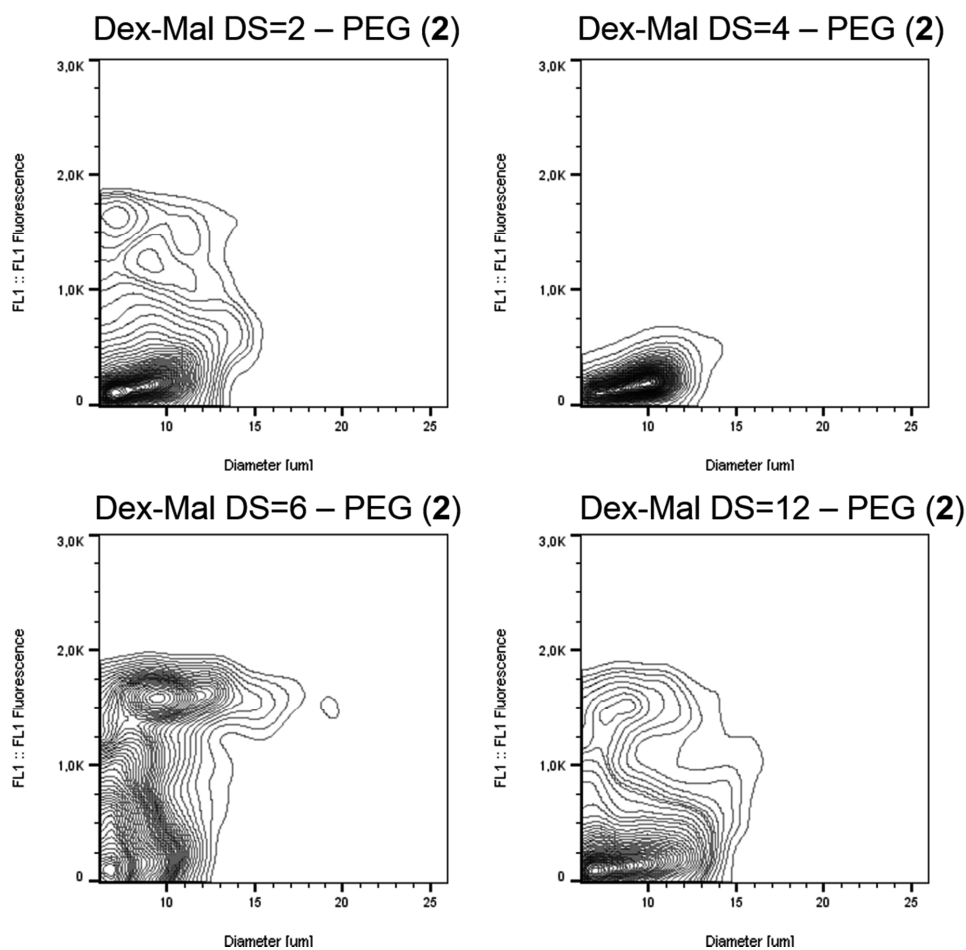 Dex-Mal DS=2 – PEG (2)
3,0K
2,0K
1,0K
0
FL1 :: FL1 Fluorescence
10 15 20 25
Diameter [um]
Dex-Mal DS=4 – PEG (2)
3,0K
2,0K
1,0K
0
FL1 :: FL1 Fluorescence
10 15 20 25
Diameter [um]
Dex-Mal DS=6 – PEG (2)
3,0K
2,0K
1,0K
0
FL1 :: FL1 Fluorescence
10 15 20 25
Diameter [um]
Dex-Mal DS=12 – PEG (2)
3,0K
2,0K
1,0K
0
FL1 :: FL1 Fluorescence
10 15 20 25
Diameter [um]